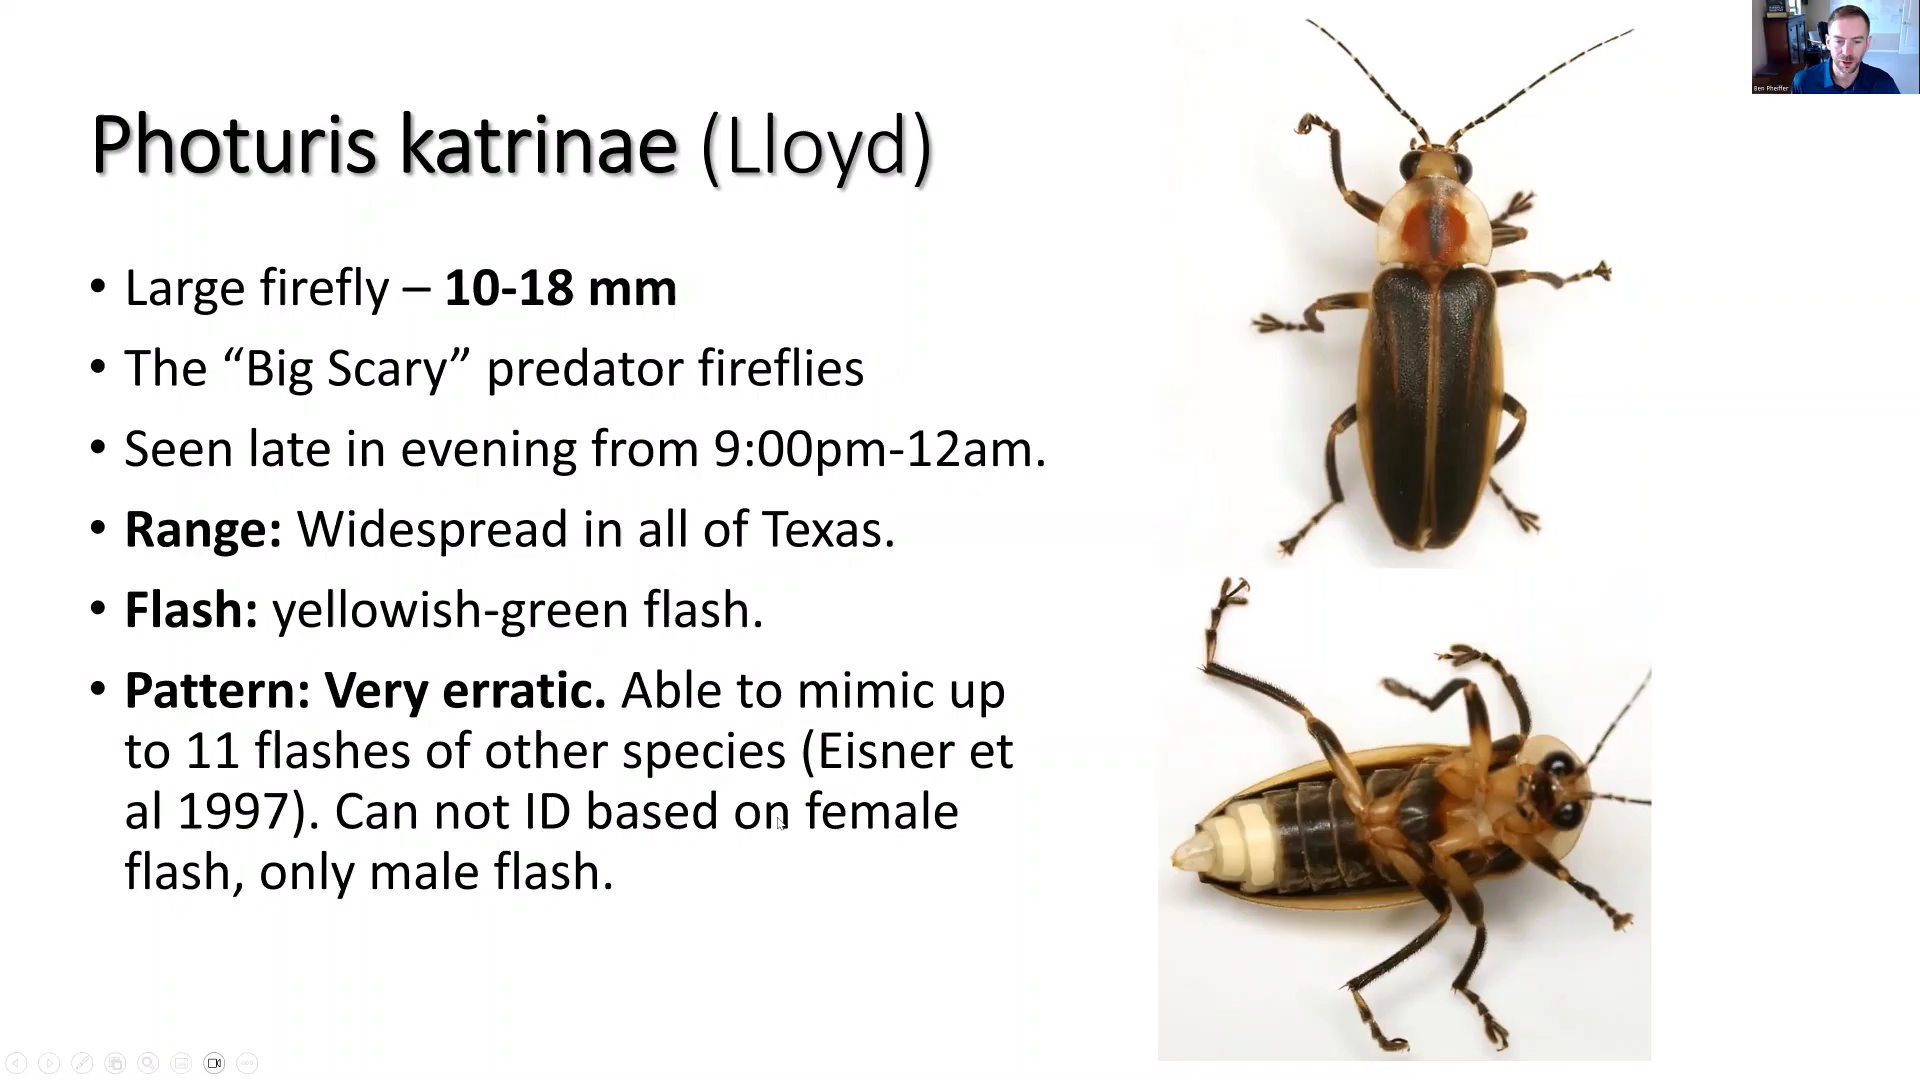 Ben Pheiffer
Photuris katrinae (Lloyd)
• Large firefly – 10-18 mm
• The “Big Scary” predator fireflies
• Seen late in evening from 9:00pm-12am.
• Range: Widespread in all of Texas.
• Flash: yellowish-green flash.
• Pattern: Very erratic. Able to mimic up
to 11 flashes of other species (Eisner et
al 1997). Can not ID based on female
flash, only male flash.